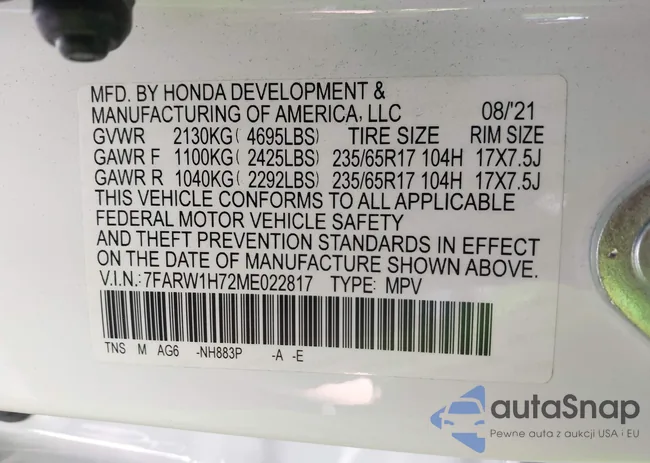 MFD. BY HONDA DEVELOPMENT &
MANUFACTURING OF AMERICA, LLC 08/'21
GVWR 2130KG( 4695LBS) TIRE SIZE RIM SIZE
GAWR F 1100KG( 2425LBS) 235/65R17 104H 17X7.5J
GAWR R 1040KG( 2292LBS) 235/65R17 104H 17X7.5J
THIS VEHICLE CONFORMS TO ALL APPLICABLE
FEDERAL MOTOR VEHICLE SAFETY
AND THEFT PREVENTION STANDARDS IN EFFECT
ON THE DATE OF MANUFACTURE SHOWN ABOVE.
V.I.N.:7FARW1H72ME022817 TYPE: MPV
TNS M AG6 -NH883P -A -E
autaSnap
Pewne auta z aukcji USA i EU